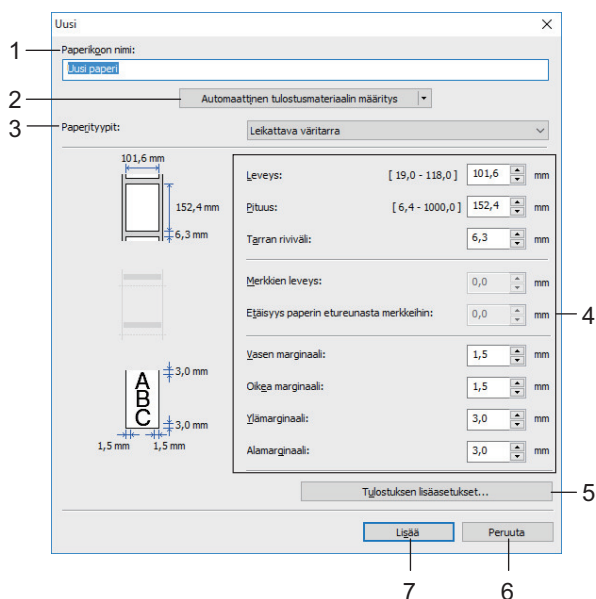 Uusi
1
Paperikoon nimi:
Uusi paperi
2
Automaattinen tulostusmateriaalin määritys
3
Paperityypit:
Leikattava väritarra
101,6 mm
152,4 mm
6,3 mm
Leveys: [ 19,0 - 118,0 ] 101,6 mm
Pituus: [ 6,4 - 1000,0 ] 152,4 mm
Tarran riviväli: 6,3 mm
Merkkien leveys: 0,0 mm
Etäisyys paperin etureunasta merkkeihin: 0,0 mm
4
Vasen marginaali: 1,5 mm
Oikea marginaali: 1,5 mm
Ylämarginaali: 3,0 mm
Alamarginaali: 3,0 mm
3,0 mm
A
B
C
3,0 mm
1,5 mm 1,5 mm
Tulostuksen lisäasetukset...
5
Lisää
Peruuta
7
6